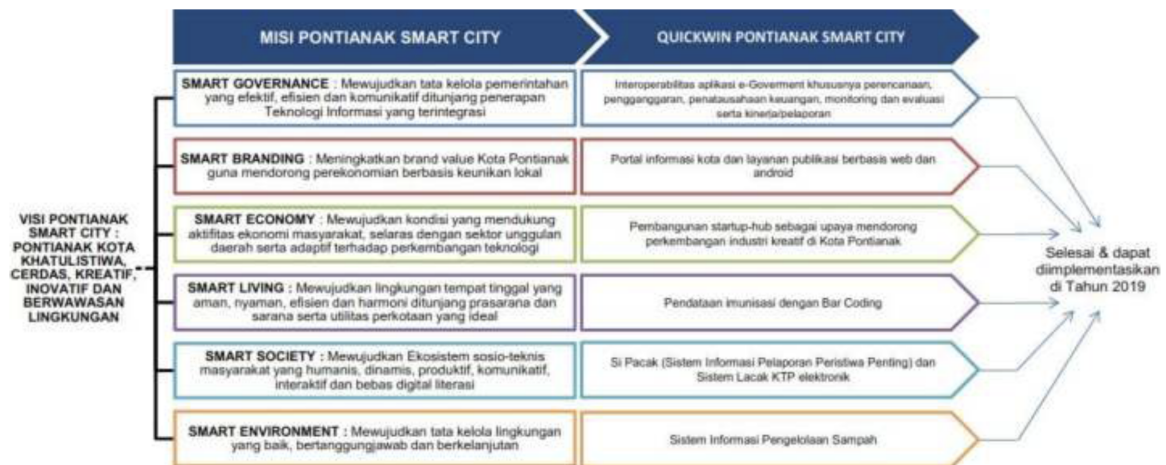 MISI PONTIANAK SMART CITY
QUICKWIN PONTIANAK SMART CITY
VISI PONTIANAK
SMART CITY :
PONTIANAK KOTA
KHATULISTIWA,
CERDAS, KREATIF,
INOVATIF DAN
BERWAWASAN
LINGKUNGAN
SMART GOVERNANCE : Mewujudkan tata kelola pemerintahan
yang efektif, efisien dan komunikatif ditunjang penerapan
Teknologi Informasi yang terintegrasi
Interoperabilitas aplikasi e-Goverment khususnya perencanaan,
pengganggaran, penatausahaan keuangan, monitoring dan evaluasi
serta kinerja/pelaporan
SMART BRANDING : Meningkatkan brand value Kota Pontianak
guna mendorong perekonomian berbasis keunikan lokal
Portal informasi kota dan layanan publikasi berbasis web dan
android
SMART ECONOMY : Mewujudkan kondisi yang mendukung
aktifitas ekonomi masyarakat, selaras dengan sektor unggulan
daerah serta adaptif terhadap perkembangan teknologi
Pembangunan startup-hub sebagai upaya mendorong
perkembangan industri kreatif di Kota Pontianak
SMART LIVING : Mewujudkan lingkungan tempat tinggal yang
aman, nyaman, efisien dan harmoni ditunjang prasarana dan
sarana serta utilitas perkotaan yang ideal
Pendataan imunisasi dengan Bar Coding
SMART SOCIETY : Mewujudkan Ekosistem sosio-teknis
masyarakat yang humanis, dinamis, produktif, komunikatif,
interaktif dan bebas digital literasi
Si Pacak (Sistem Informasi Pelaporan Peristiwa Penting) dan
Sistem Lacak KTP elektronik
SMART ENVIRONMENT : Mewujudkan tata kelola lingkungan
yang baik, bertanggungjawab dan berkelanjutan
Sistem Informasi Pengelolaan Sampah
Selesai & dapat
diimplementasikan
di Tahun 2019